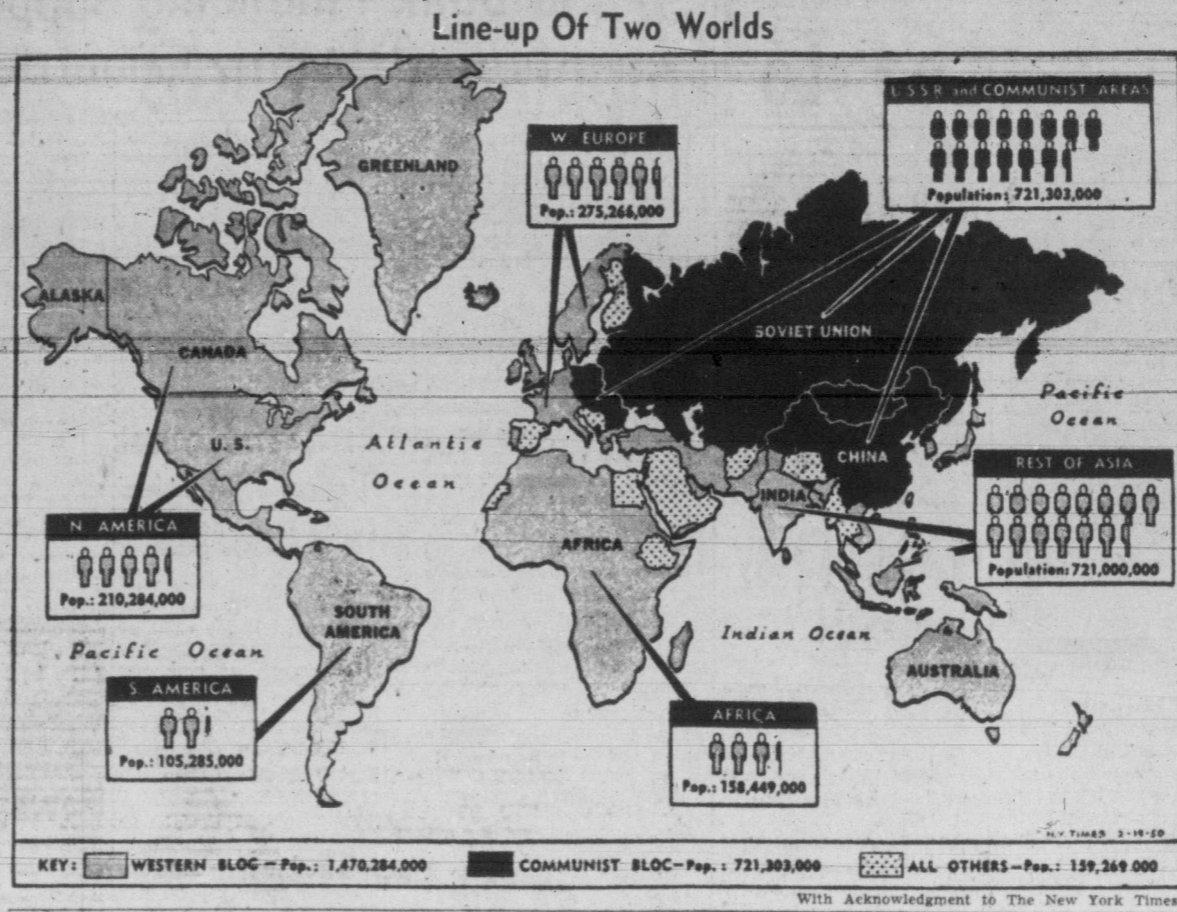 Line-up Of Two Worlds
U.S.S.R. and COMMUNIST AREAS
Population: 721,303,000
W. EUROPE
Pop.: 275,266,000
GREENLAND
ALASKA
CANADA
SOVIET UNION
Pacific
Ocean
U.S.
Atlantic
Ocean
CHINA
REST OF ASIA
Population: 721,000,000
INDIA
N. AMERICA
Pop.: 210,284,000
AFRICA
SOUTH
AMERICA
Indian Ocean
Pacific Ocean
AUSTRALIA
S. AMERICA
Pop.: 105,285,000
AFRICA
Pop.: 158,449,000
N.Y. TIMES 2-19-50
KEY: WESTERN BLOC—Pop.: 1,470,284,000 COMMUNIST BLOC—Pop.: 721,303,000 ALL OTHERS—Pop.: 159,269,000
With Acknowledgment to The New York Times